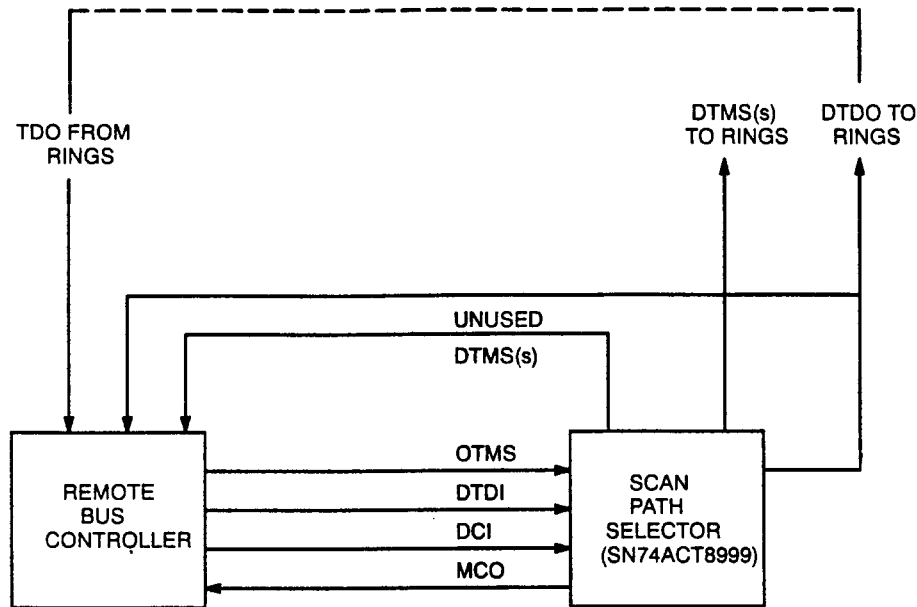 TDO FROM
RINGS
DTMS(s)
TO RINGS
DTDO TO
RINGS
UNUSED
DTMS(s)
OTMS
DTDI
DCI
MCO
REMOTE
BUS
CONTROLLER
SCAN
PATH
SELECTOR
(SN74ACT8999)